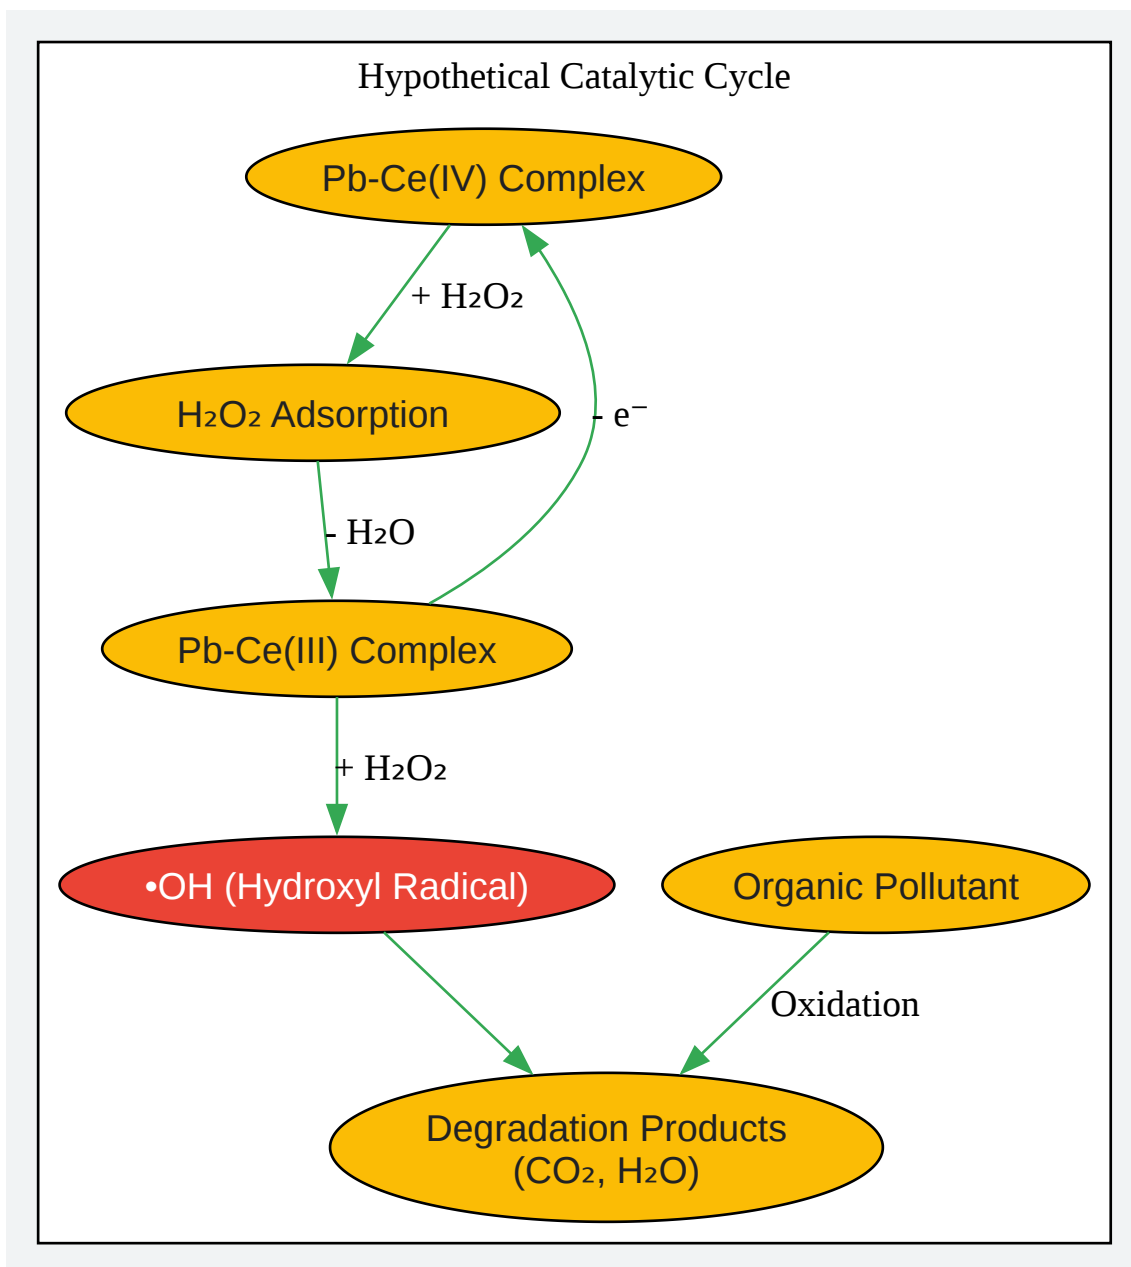 Hypothetical Catalytic Cycle
Pb-Ce(IV) Complex
+ H₂O₂
H₂O₂ Adsorption
- e⁻
- H₂O
Pb-Ce(III) Complex
+ H₂O₂
•OH (Hydroxyl Radical)
Organic Pollutant
Oxidation
Degradation Products
(CO₂, H₂O)